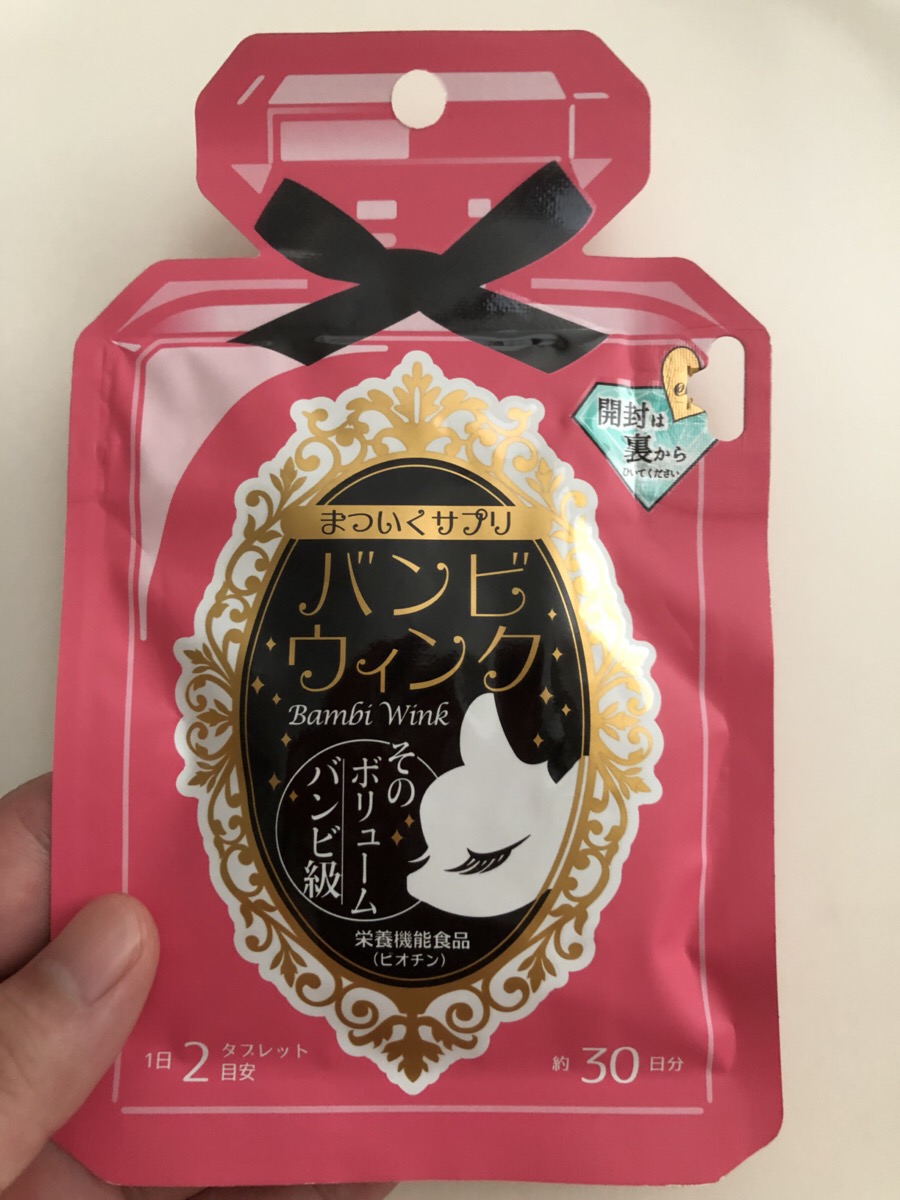 開封は
裏から
ひいてください
まついくサプリ
バンビ
ウィンク
Bambi Wink
その
ボリューム
バンビ級
栄養機能食品
(ビオチン)
1日2タブレット
目安
約30日分